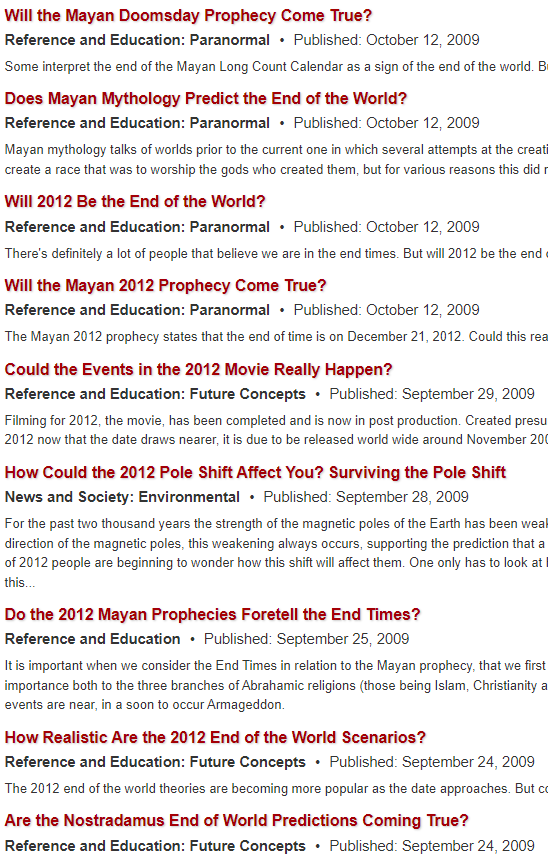 Will the Mayan Doomsday Prophecy Come True?
Reference and Education: Paranormal • Published: October 12, 2009
Some interpret the end of the Mayan Long Count Calendar as a sign of the end of the world.
Does Mayan Mythology Predict the End of the World?
Reference and Education: Paranormal • Published: October 12, 2009
Mayan mythology talks of worlds prior to the current one in which several attempts at the
create a race that was to worship the gods who created them, but for various reasons this did
Will 2012 Be the End of the World?
Reference and Education: Paranormal • Published: October 12, 2009
There's definitely a lot of people that believe we are in the end times. But will 2012 be the end
Will the Mayan 2012 Prophecy Come True?
Reference and Education: Paranormal • Published: October 12, 2009
The Mayan 2012 prophecy states that the end of time is on December 21, 2012. Could this
Could the Events in the 2012 Movie Really Happen?
Reference and Education: Future Concepts • Published: September 29, 2009
Filming for 2012, the movie, has been completed and is now in post production. Created
2012 now that the date draws nearer, it is due to be released world wide around November
How Could the 2012 Pole Shift Affect You? Surviving the Pole Shift
News and Society: Environmental • Published: September 28, 2009
For the past two thousand years the strength of the magnetic poles of the Earth has been
direction of the magnetic poles, this weakening always occurs, supporting the prediction that a
of 2012 people are beginning to wonder how this shift will affect them. One only has to look at
this...
Do the 2012 Mayan Prophecies Foretell the End Times?
Reference and Education • Published: September 25, 2009
It is important when we consider the End Times in relation to the Mayan prophecy, that we first
importance both to the three branches of Abrahamic religions (those being Islam, Christianity
events are near, in a soon to occur Armageddon.
How Realistic Are the 2012 End of the World Scenarios?
Reference and Education: Future Concepts • Published: September 24, 2009
The 2012 end of the world theories are becoming more popular as the date approaches. But
Are the Nostradamus End of World Predictions Coming True?
Reference and Education: Future Concepts • Published: September 24, 2009